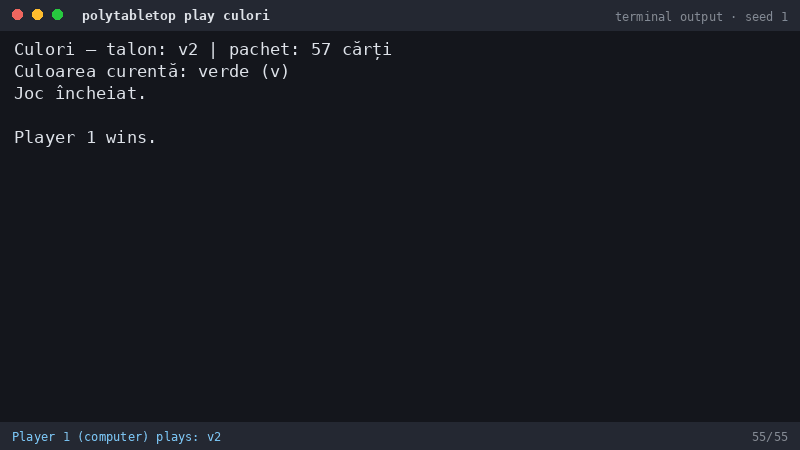 polytabletop play culori
terminal output · seed 1
Culori — talon: v2 | pachet: 57 cărți
Culoarea curentă: verde (v)
Joc încheiat.
Player 1 wins.
Player 1 (computer) plays: v2
55/55